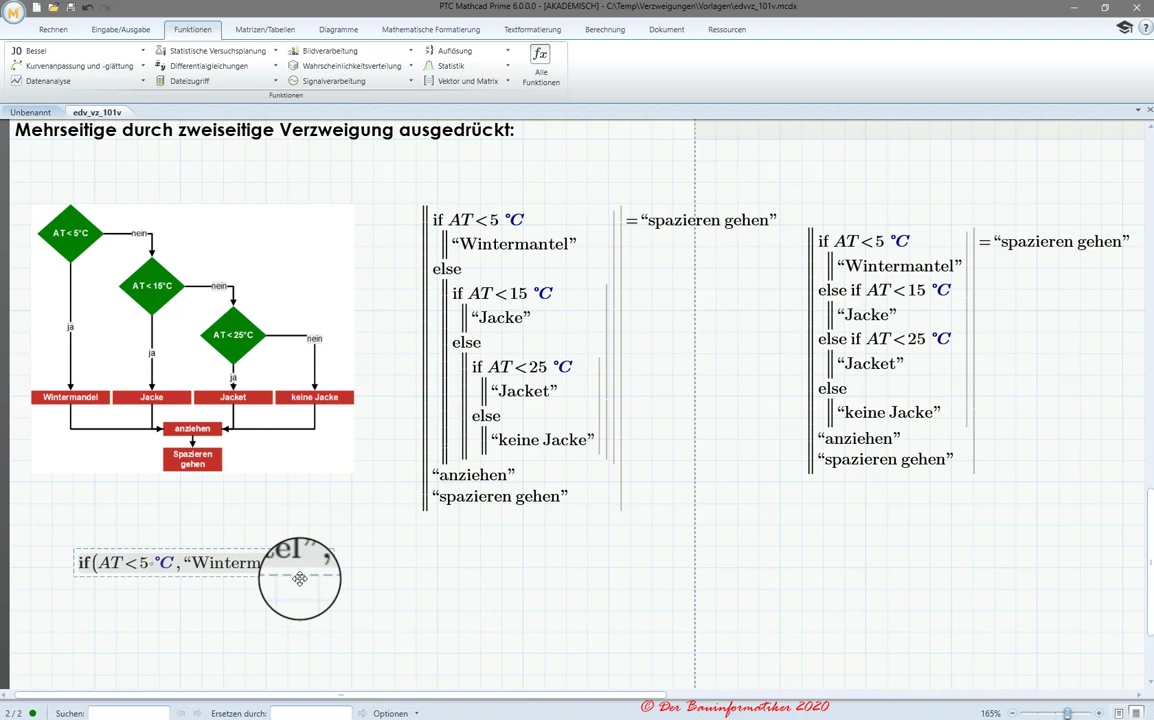 PTC Mathcad Prime 6.0.0.0 - [AKADEMISCH] C:\Temp\Verzweigungen\Vorlagen\edvvz_101v.mcdx
M
?
Rechnen Eingabe/Ausgabe Funktionen Matrizen/Tabellen Diagramme Mathematische Formatierung Textformatierung Berechnung Dokument Ressourcen
Bessel Statistische Versuchsplanung Bildverarbeitung Auflösung
Kurvenanpassung und -glättung Differentialgleichungen Wahrscheinlichkeitsverteilung Statistik
Datenanalyse Dateizugriff Signalverarbeitung Vektor und Matrix
fx
Alle
Funktionen
Funktionen
Unbenannt edv_vz_101v
Mehrseitige durch zweiseitige Verzweigung ausgedrückt:
AT < 5°C
nein
AT < 15°C
nein
AT < 25°C
nein
ja
ja
ja
Wintermandel Jacke Jacket keine Jacke
anziehen
Spazieren
gehen
if AT < 5 °C
“Wintermantel”
else
if AT < 15 °C
“Jacke”
else
if AT < 25 °C
“Jacket”
else
“keine Jacke”
“anziehen”
“spazieren gehen”
= “spazieren gehen”
if AT < 5 °C
“Wintermantel”
else if AT < 15 °C
“Jacke”
else if AT < 25 °C
“Jacket”
else
“keine Jacke”
“anziehen”
“spazieren gehen”
= “spazieren gehen”
if(AT < 5 °C, “Winterm
tel”,
2 / 2 Suchen: Ersetzen durch: Optionen 165%
© Der Bauinformatiker 2020